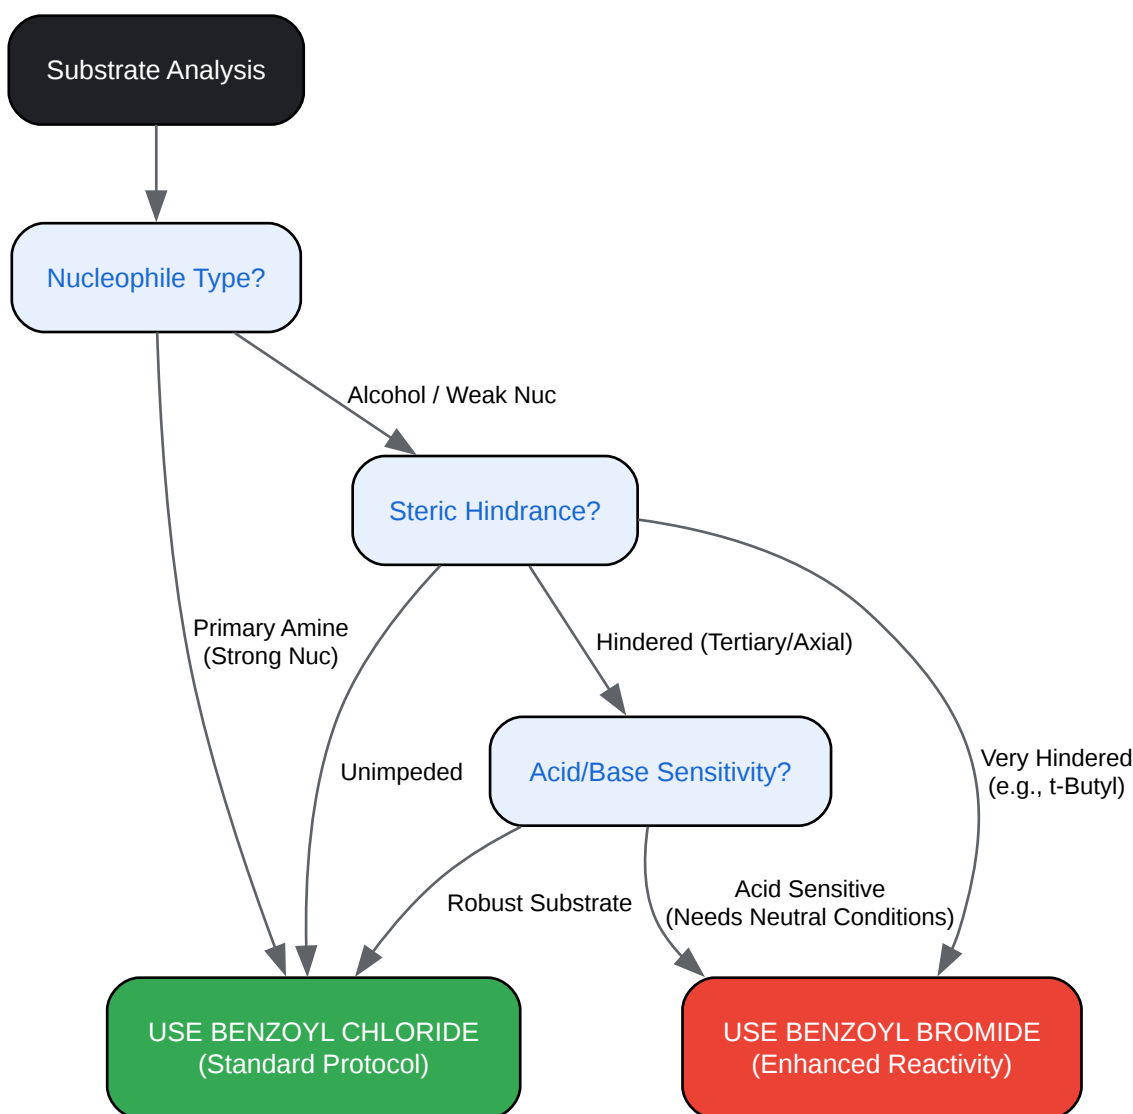 Substrate Analysis
Nucleophile Type?
Alcohol / Weak Nuc
Steric Hindrance?
Primary Amine
(Strong Nuc)
Hindered (Tertiary/Axial)
Unimpeded
Acid/Base Sensitivity?
Very Hindered
(e.g., t-Butyl)
Robust Substrate
Acid Sensitive
(Needs Neutral Conditions)
USE BENZOYL CHLORIDE
(Standard Protocol)
USE BENZOYL BROMIDE
(Enhanced Reactivity)